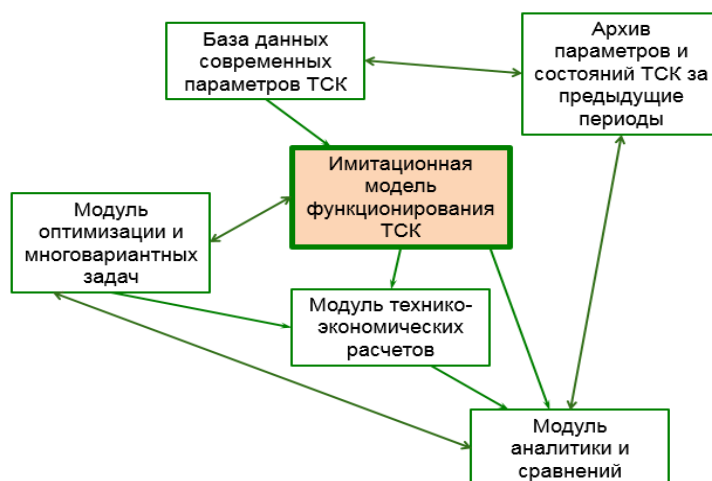 База данных
современных
параметров ТСК
Архив
параметров и
состояний ТСК за
предыдущие
периоды
Имитационная
модель
функционирования
ТСК
Модуль
оптимизации и
многовариантных
задач
Модуль технико-
экономических
расчетов
Модуль
аналитики и
сравнений